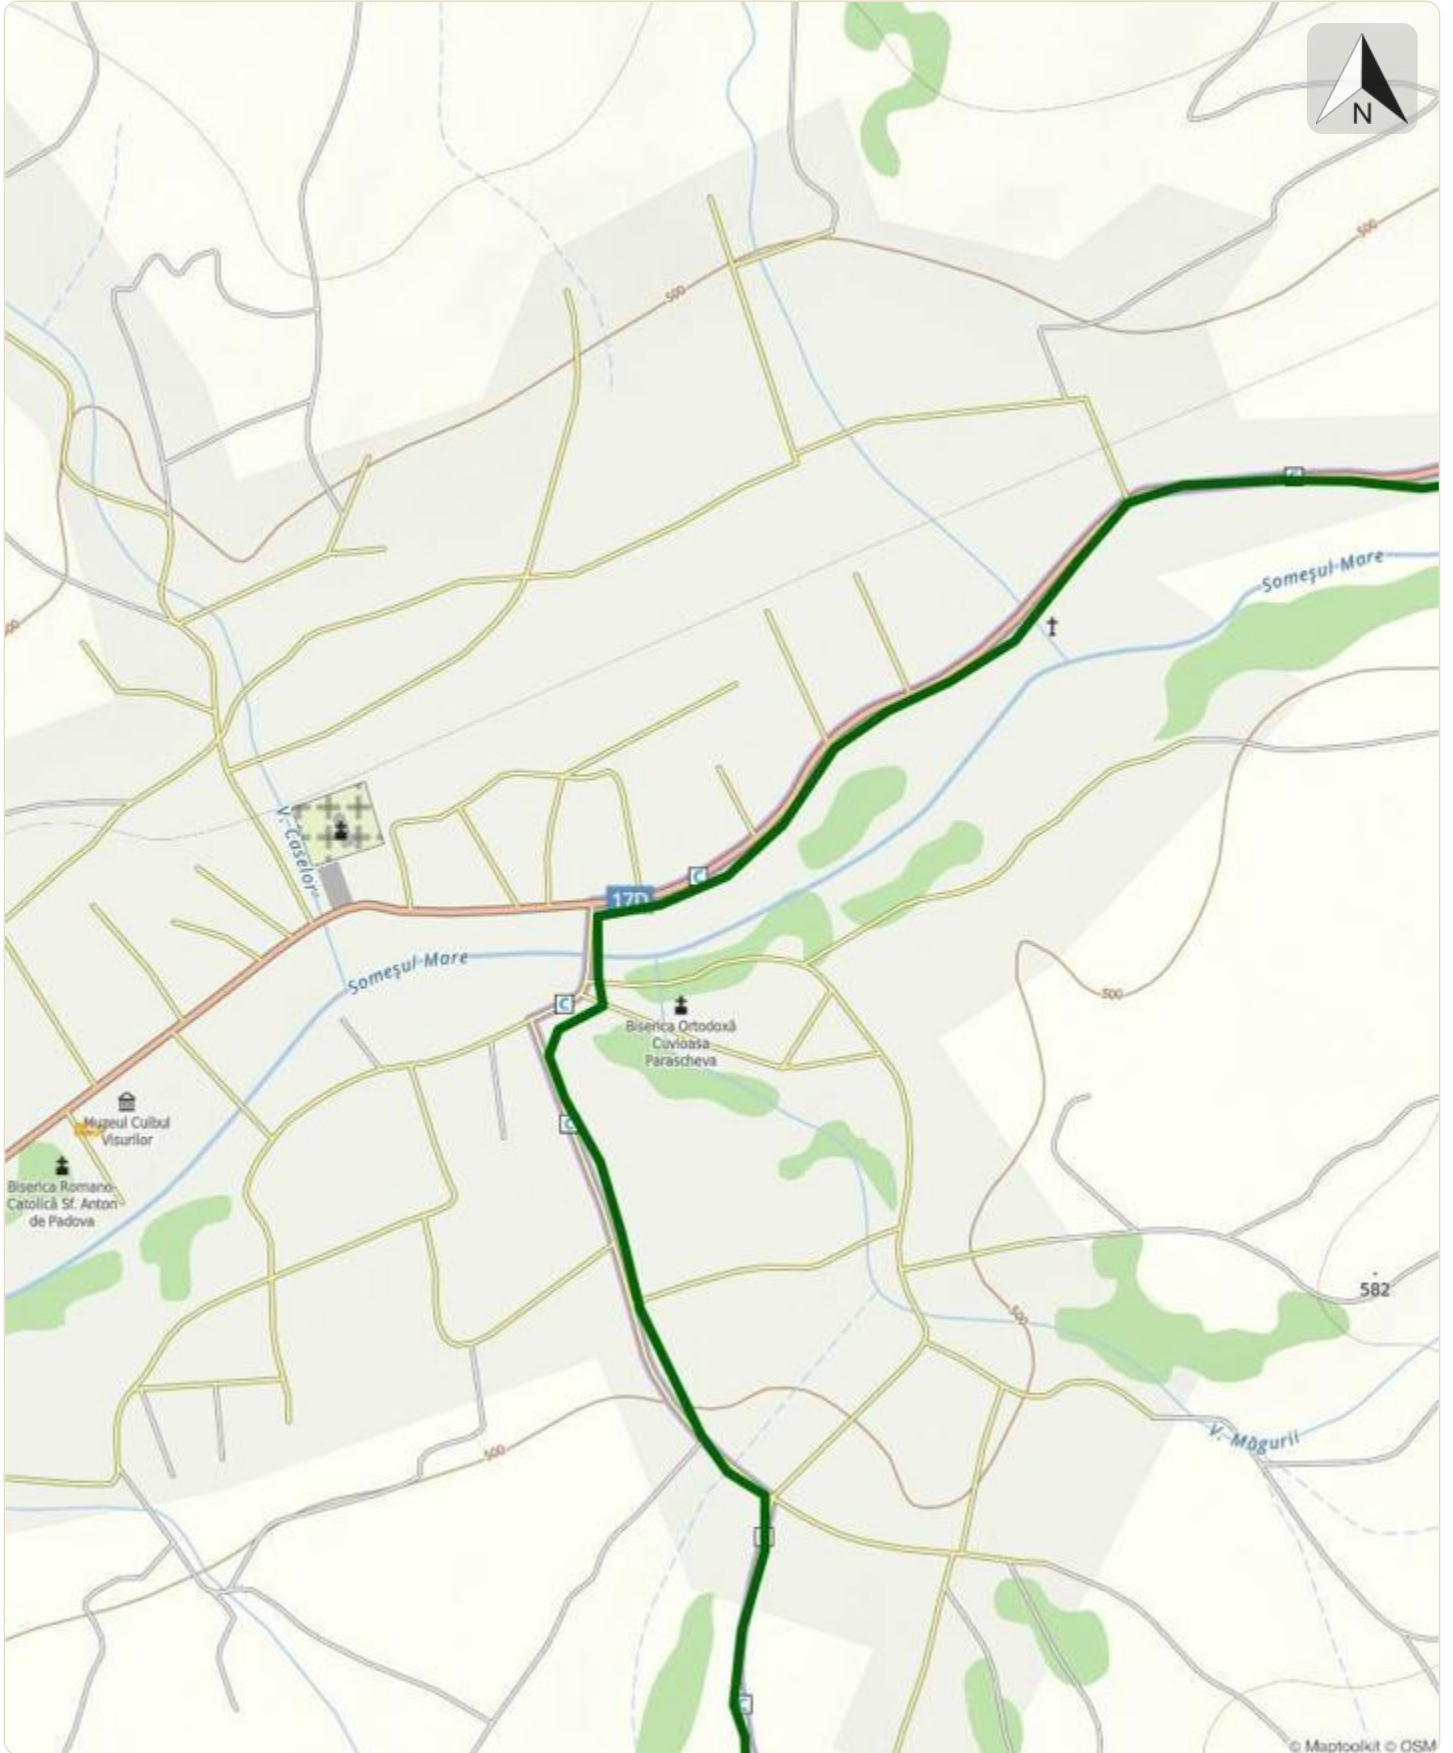 N
500
500
Someşul Mare
V. Caselor
C
17D
Someşul Mare
C
Biserica Ortodoxă
Cuvioasa
Parascheva
500
Muzeul Cuibul
Visurilor
C
Biserica Romano-
Catolică Sf. Anton
de Padova
582
500
V. Măgurii
500
© Maptoolkit © OSM